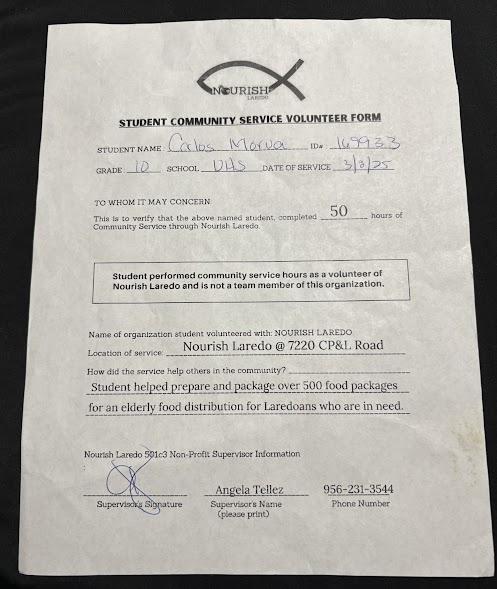 NOURISH
LAREDO
STUDENT COMMUNITY SERVICE VOLUNTEER FORM
STUDENT NAME: Carlos Morua ID#: 169933
GRADE: 10 SCHOOL UHS DATE OF SERVICE 3/3/25
TO WHOM IT MAY CONCERN:
This is to verify that the above named student, completed 50 hours of
Community Service through Nourish Laredo.
Student performed community service hours as a volunteer of
Nourish Laredo and is not a team member of this organization.
Name of organization student volunteered with: NOURISH LAREDO
Location of service: Nourish Laredo @ 7220 CP&L Road
How did the service help others in the community?
Student helped prepare and package over 500 food packages
for an elderly food distribution for Laredoans who are in need.
Nourish Laredo 501c3 Non-Profit Supervisor Information
Angela Tellez 956-231-3544
Supervisor's Signature Supervisor's Name Phone Number
(please print)